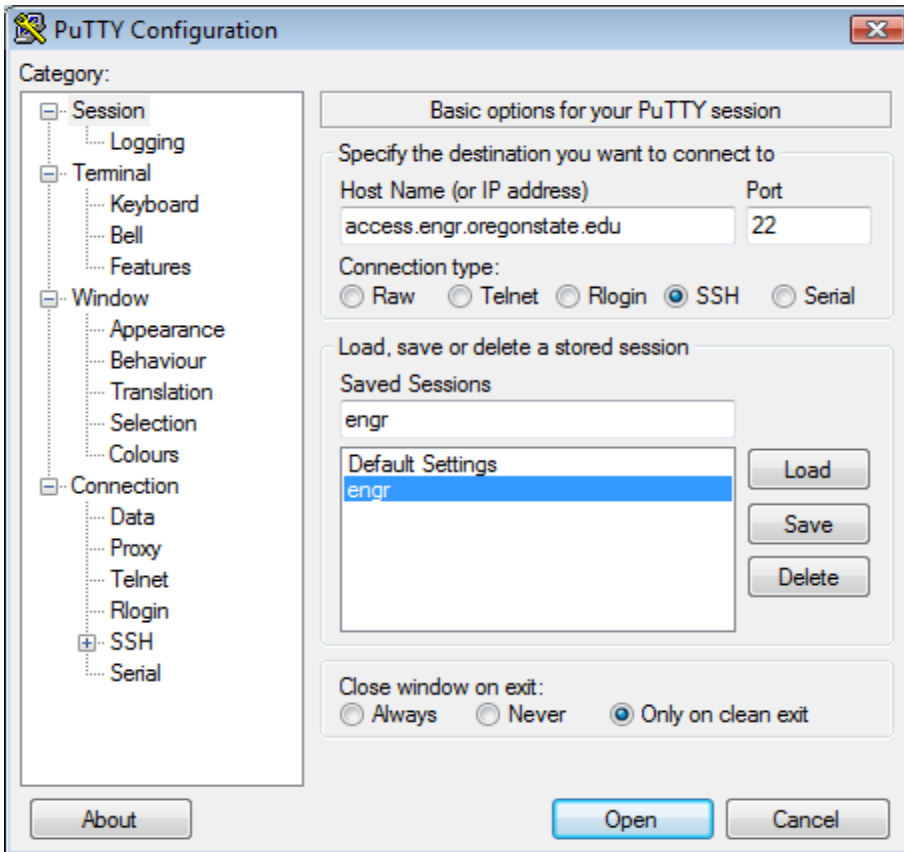 PuTTY Configuration
Category:
Session
Logging
Terminal
Keyboard
Bell
Features
Window
Appearance
Behaviour
Translation
Selection
Colours
Connection
Data
Proxy
Telnet
Rlogin
SSH
Serial
Basic options for your PuTTY session
Specify the destination you want to connect to
Host Name (or IP address) Port
access.engr.oregonstate.edu 22
Connection type:
Raw Telnet Rlogin SSH Serial
Load, save or delete a stored session
Saved Sessions
engr
Default Settings
engr
Load
Save
Delete
Close window on exit:
Always Never Only on clean exit
About Open Cancel